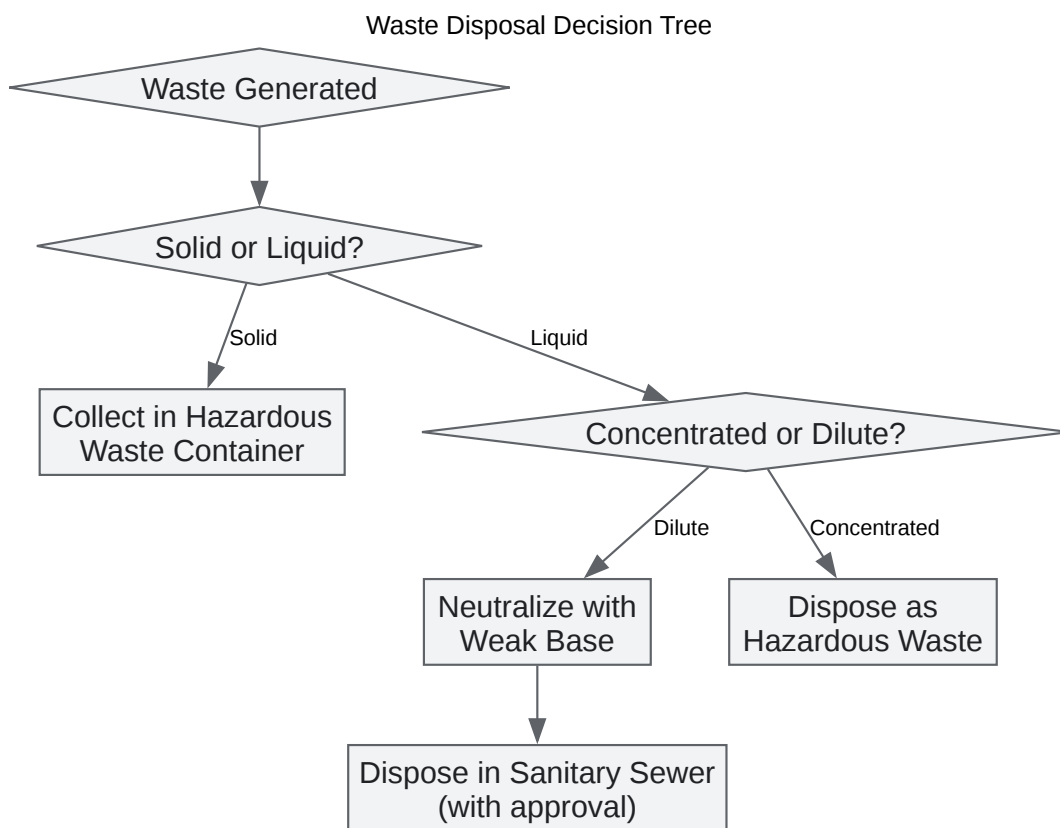 Waste Disposal Decision Tree
Waste Generated
Solid or Liquid?
Solid
Liquid
Collect in Hazardous
Waste Container
Concentrated or Dilute?
Dilute
Concentrated
Neutralize with
Weak Base
Dispose as
Hazardous Waste
Dispose in Sanitary Sewer
(with approval)